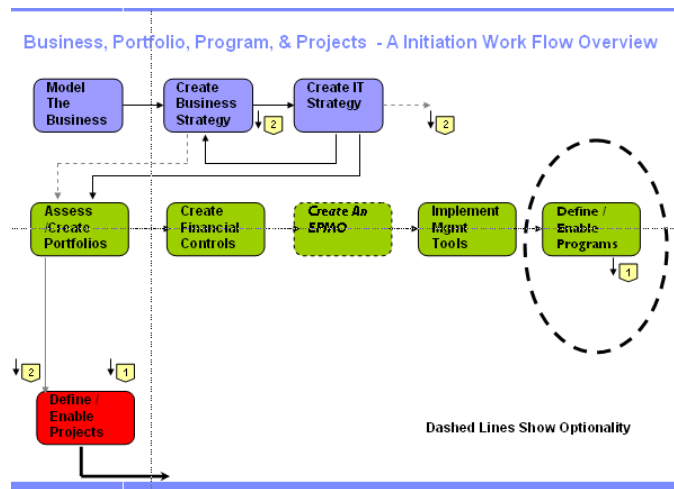 Business, Portfolio, Program, & Projects - A Initiation Work Flow Overview
Model
The
Business
Create
Business
Strategy
Create IT
Strategy
2
2
Assess
/Create
Portfolios
Create
Financial
Controls
Create An
EPMO
Implement
Mgmt
Tools
Define /
Enable
Programs
1
2
1
Define /
Enable
Projects
Dashed Lines Show Optionality